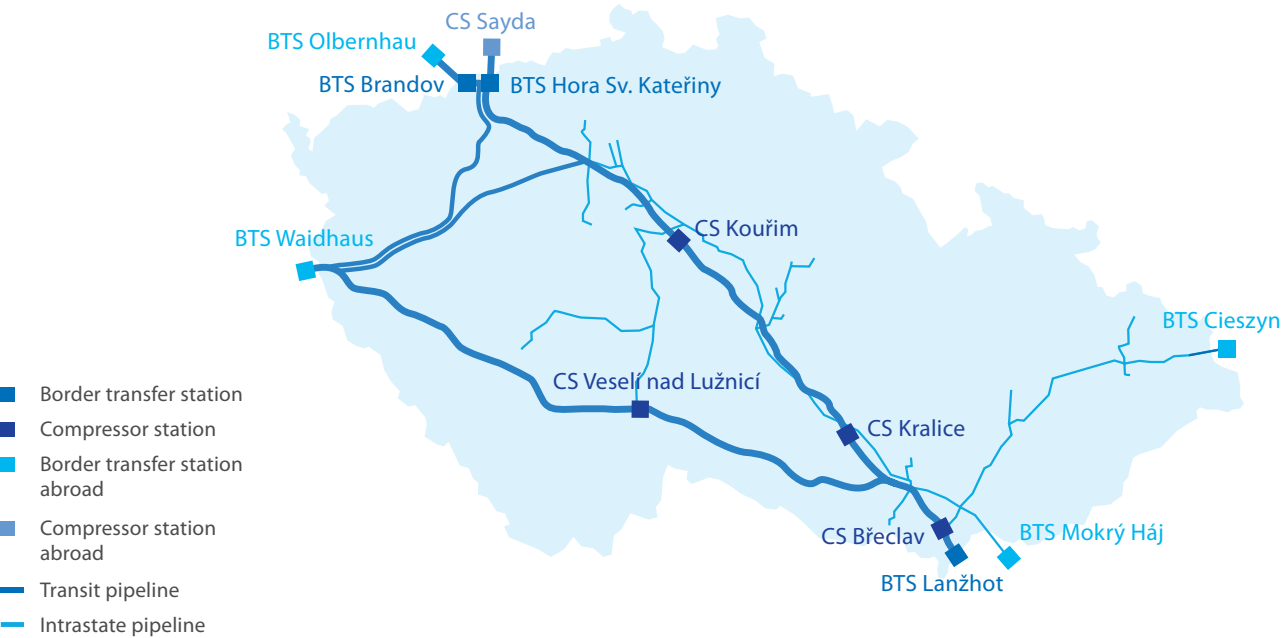 CS Sayda
BTS Olbernhau
BTS Brandov
BTS Hora Sv. Kateřiny
CS Kouřim
BTS Waidhaus
BTS Cieszyn
CS Veselí nad Lužnicí
CS Kralice
CS Břeclav
BTS Mokrý Háj
BTS Lanžhot
Border transfer station
Compressor station
Border transfer station
abroad
Compressor station
abroad
Transit pipeline
Intrastate pipeline